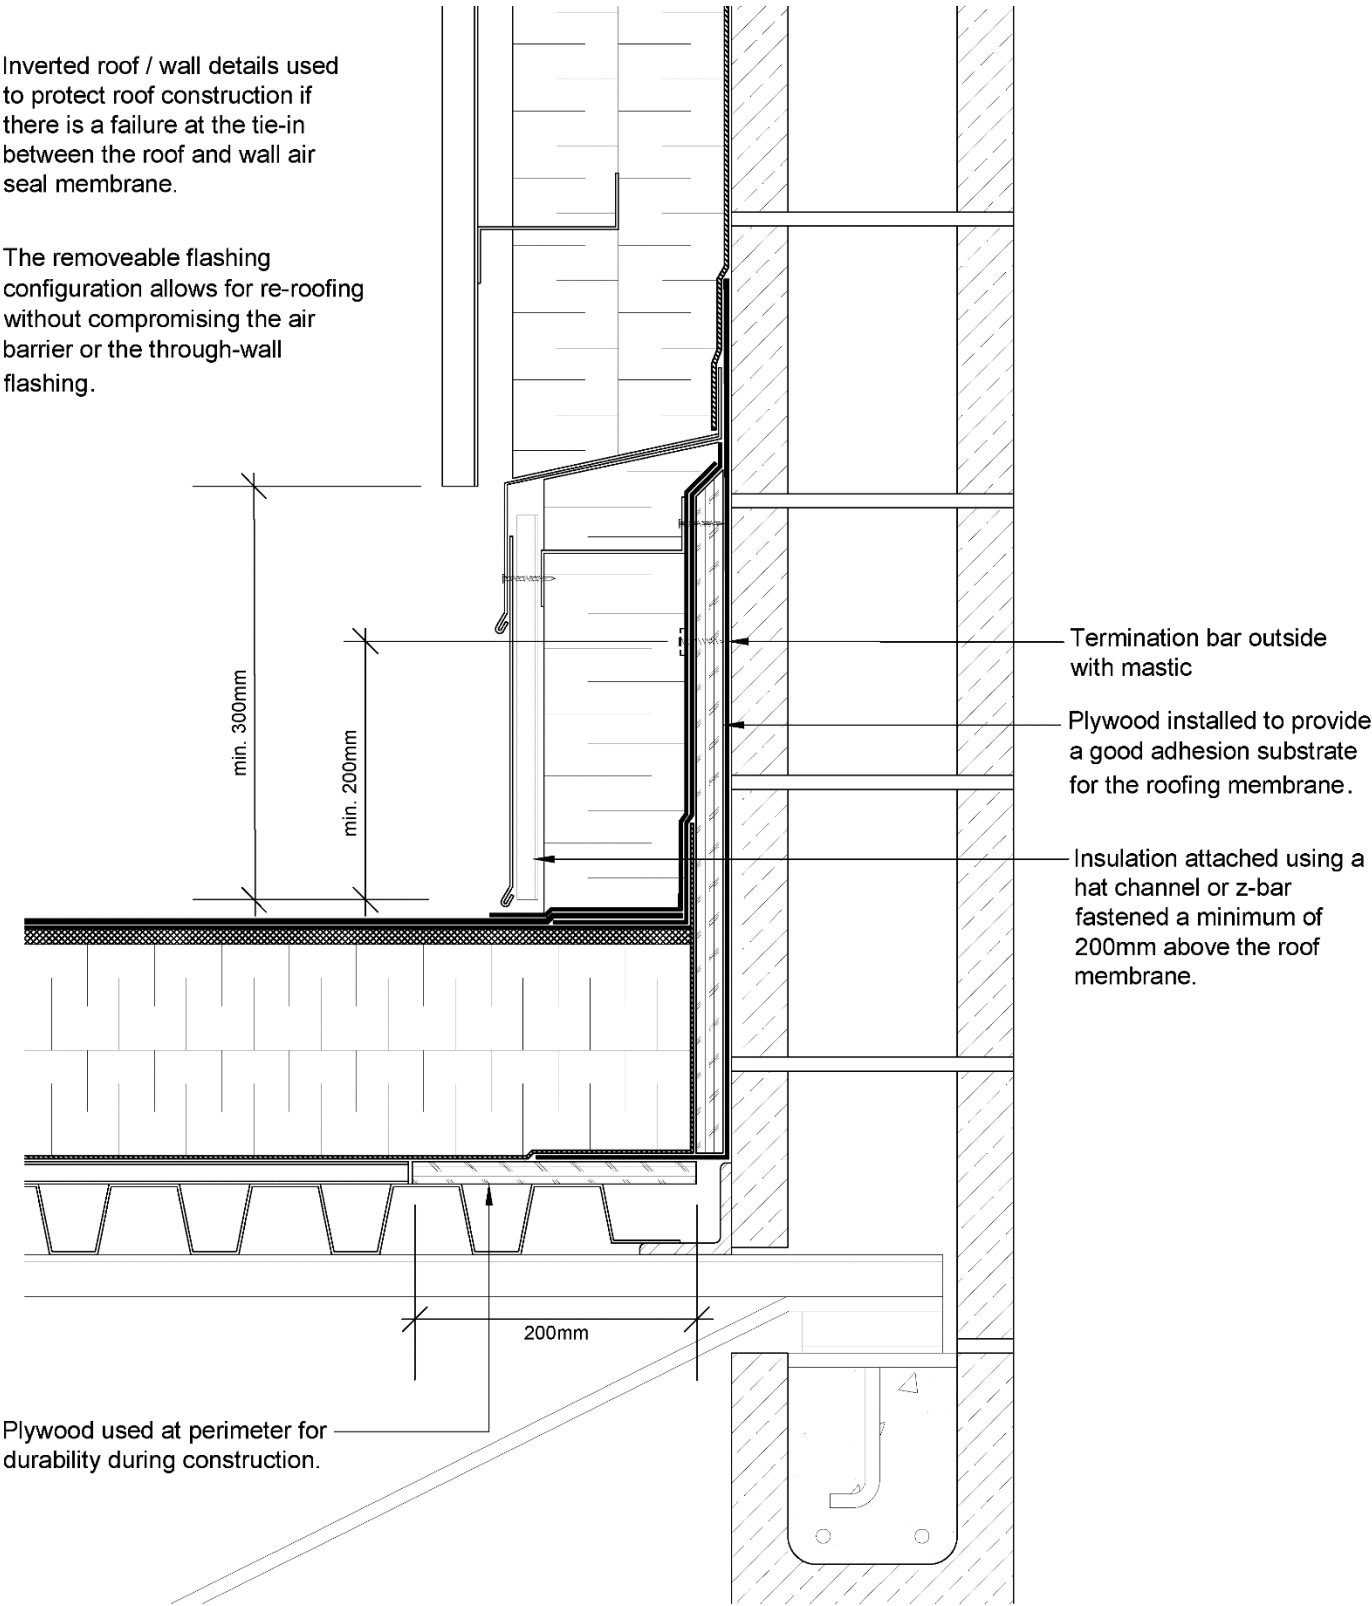 Inverted roof / wall details used
to protect roof construction if
there is a failure at the tie-in
between the roof and wall air
seal membrane.
The removeable flashing
configuration allows for re-roofing
without compromising the air
barrier or the through-wall
flashing.
min. 300mm
min. 200mm
Termination bar outside
with mastic
Plywood installed to provide
a good adhesion substrate
for the roofing membrane.
Insulation attached using a
hat channel or z-bar
fastened a minimum of
200mm above the roof
membrane.
200mm
Plywood used at perimeter for
durability during construction.